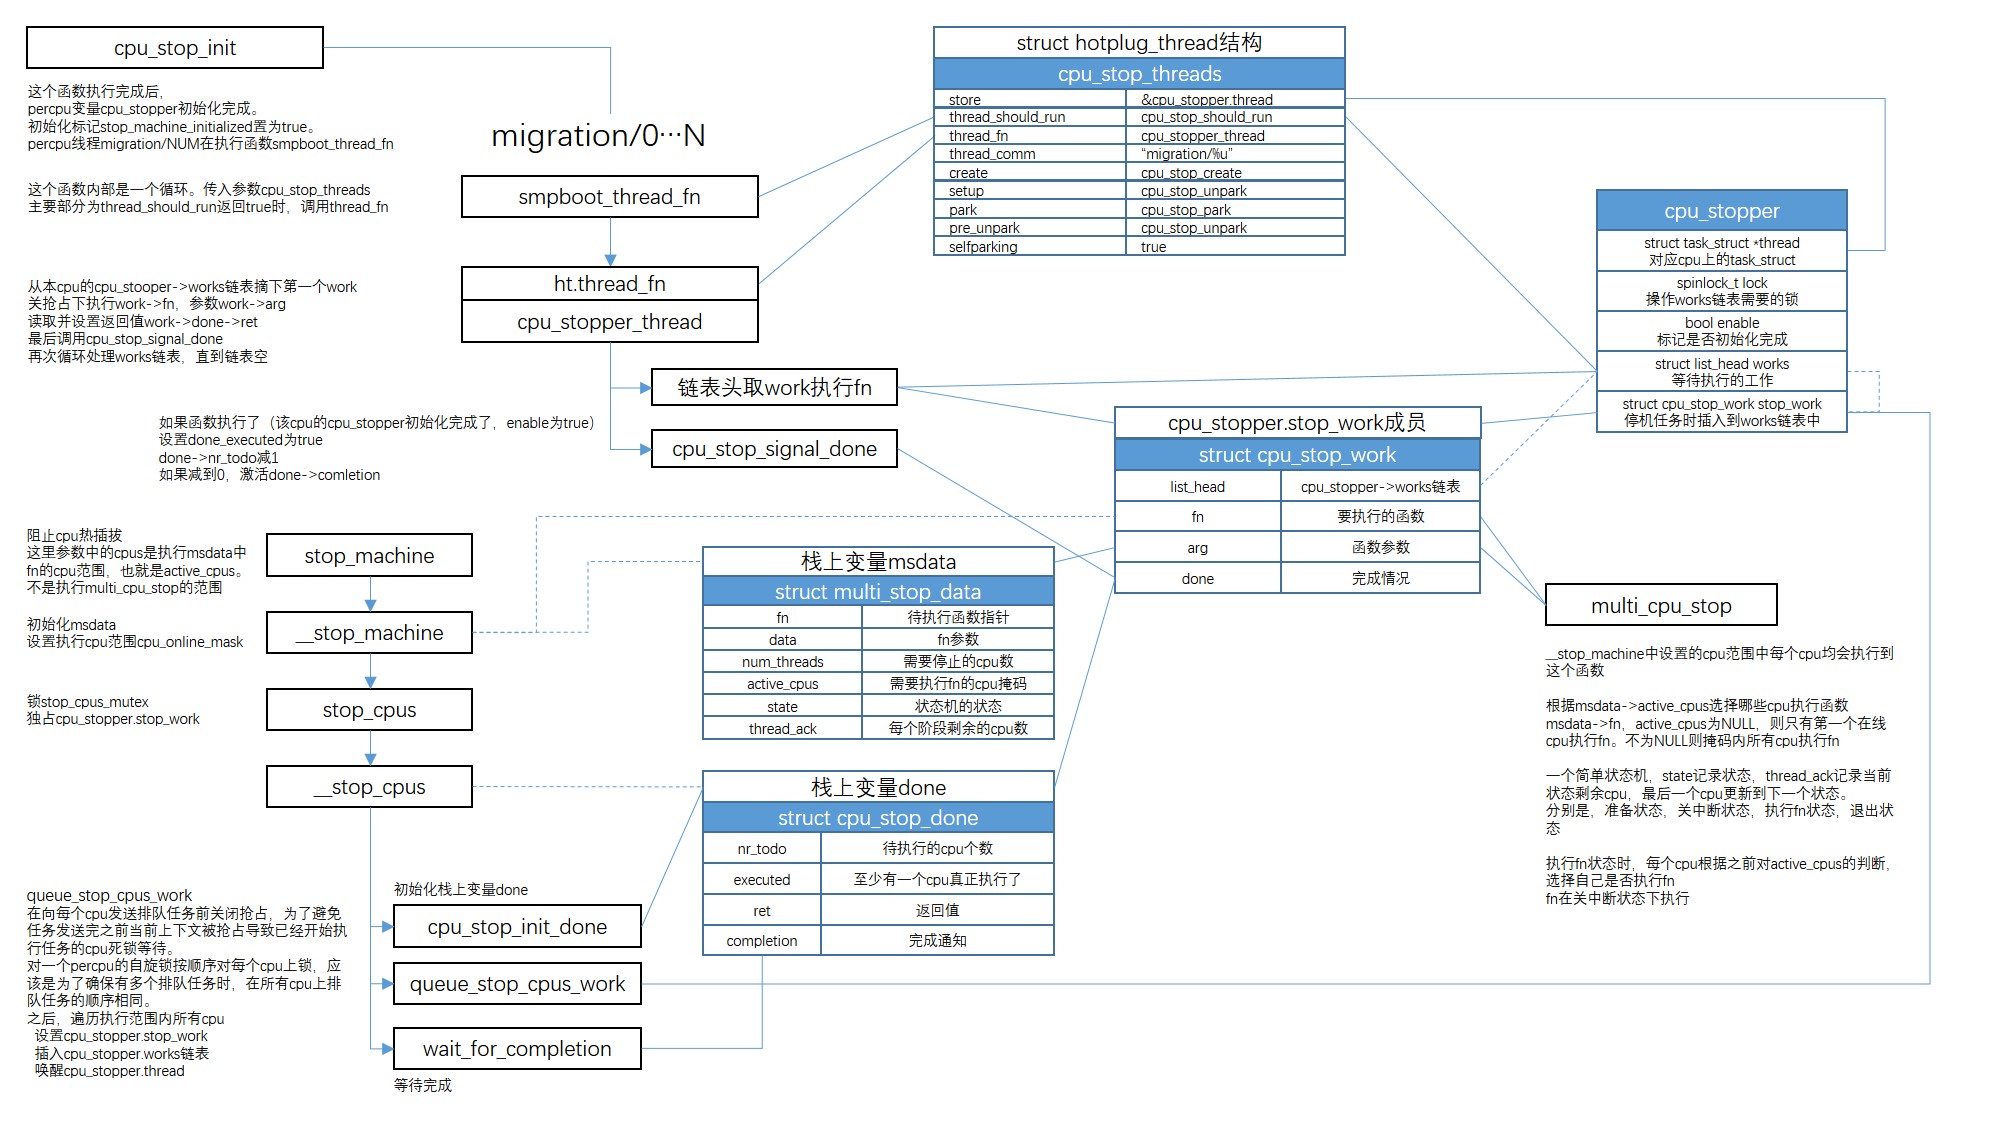 cpu_stop_init
这个函数执行完成后，
percpu变量cpu_stopper初始化完成。
初始化标记stop_machine_initialized置为true。
percpu线程migration/NUM在执行函数smpboot_thread_fn
这个函数内部是一个循环。传入参数cpu_stop_threads
主要部分为thread_should_run返回true时，调用thread_fn
从本cpu的cpu_stooper->works链表摘下第一个work
关抢占下执行work->fn，参数work->arg
读取并设置返回值work->done->ret
最后调用cpu_stop_signal_done
再次循环处理works链表，直到链表空
migration/0…N
smpboot_thread_fn
ht.thread_fn
cpu_stopper_thread
链表头取work执行fn
cpu_stop_signal_done
如果函数执行了（该cpu的cpu_stopper初始化完成了，enable为true）
设置done_executed为true
done->nr_todo减1
如果减到0，激活done->comletion
struct hotplug_thread结构
cpu_stop_threads
store &cpu_stopper.thread
thread_should_run cpu_stop_should_run
thread_fn cpu_stopper_thread
thread_comm “migration/%u”
create cpu_stop_create
setup cpu_stop_unpark
park cpu_stop_park
pre_unpark cpu_stop_unpark
selfparking true
cpu_stopper
struct task_struct *thread
对应cpu上的task_struct
spinlock_t lock
操作works链表需要的锁
bool enable
标记是否初始化完成
struct list_head works
等待执行的工作
struct cpu_stop_work stop_work
停机任务时插入到works链表中
cpu_stopper.stop_work成员
struct cpu_stop_work
list_head cpu_stopper->works链表
fn 要执行的函数
arg 函数参数
done 完成情况
阻止cpu热插拔
这里参数中的cpus是执行msdata中
fn的cpu范围，也就是active_cpus。
不是执行multi_cpu_stop的范围
stop_machine
初始化msdata
设置执行cpu范围cpu_online_mask
__stop_machine
锁stop_cpus_mutex
独占cpu_stopper.stop_work
stop_cpus
__stop_cpus
栈上变量msdata
struct multi_stop_data
fn 待执行函数指针
data fn参数
num_threads 需要停止的cpu数
active_cpus 需要执行fn的cpu掩码
state 状态机的状态
thread_ack 每个阶段剩余的cpu数
栈上变量done
struct cpu_stop_done
nr_todo 待执行的cpu个数
executed 至少有一个cpu真正执行了
ret 返回值
completion 完成通知
multi_cpu_stop
__stop_machine中设置的cpu范围中每个cpu均会执行到
这个函数
根据msdata->active_cpus选择哪些cpu执行函数
msdata->fn，active_cpus为NULL，则只有第一个在线
cpu执行fn。不为NULL则掩码内所有cpu执行fn
一个简单状态机，state记录状态，thread_ack记录当前
状态剩余cpu，最后一个cpu更新到下一个状态。
分别是，准备状态，关中断状态，执行fn状态，退出状
态
执行fn状态时，每个cpu根据之前对active_cpus的判断，
选择自己是否执行fn
fn在关中断状态下执行
queue_stop_cpus_work
在向每个cpu发送排队任务前关闭抢占，为了避免
任务发送完之前当前上下文被抢占导致已经开始执
行任务的cpu死锁等待。
对一个percpu的自旋锁按顺序对每个cpu上锁，应
该是为了确保有多个排队任务时，在所有cpu上排
队任务的顺序相同。
之后，遍历执行范围内所有cpu
设置cpu_stopper.stop_work
插入cpu_stopper.works链表
唤醒cpu_stopper.thread
初始化栈上变量done
cpu_stop_init_done
queue_stop_cpus_work
wait_for_completion
等待完成